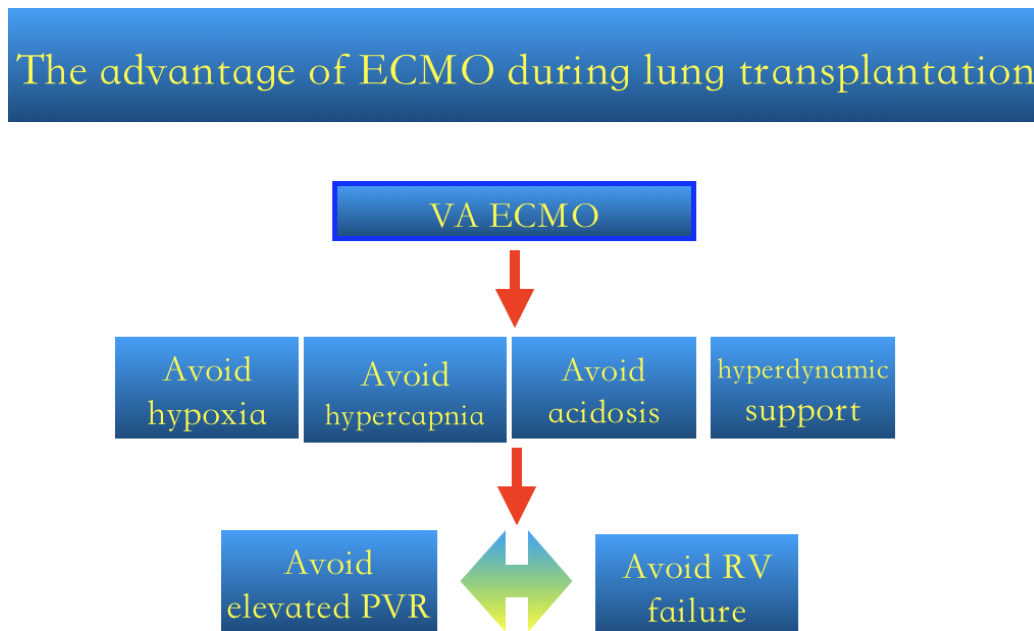 The advantage of ECMO during lung transplantation
VA ECMO
Avoid
hypoxia
Avoid
hypercapnia
Avoid
acidosis
hyperdynamic
support
Avoid
elevated PVR
Avoid RV
failure